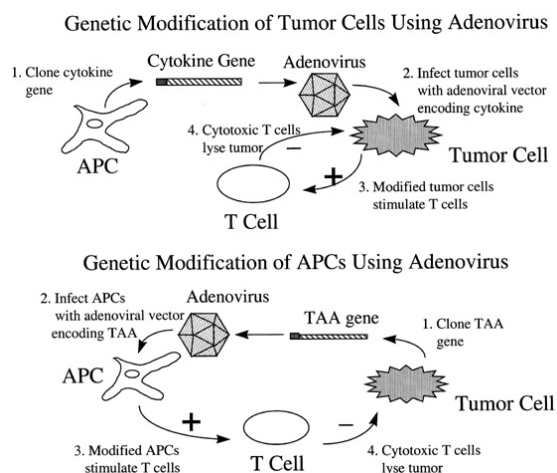 Genetic Modification of Tumor Cells Using Adenovirus
1. Clone cytokine
gene
Cytokine Gene
Adenovirus
2. Infect tumor cells
with adenoviral vector
encoding cytokine
APC
4. Cytotoxic T cells
lyse tumor
−
Tumor Cell
+
3. Modified tumor cells
stimulate T cells
T Cell
Genetic Modification of APCs Using Adenovirus
2. Infect APCs
with adenoviral vector
encoding TAA
Adenovirus
TAA gene
1. Clone TAA
gene
APC
Tumor Cell
+
−
3. Modified APCs
stimulate T cells
T Cell
4. Cytotoxic T cells
lyse tumor